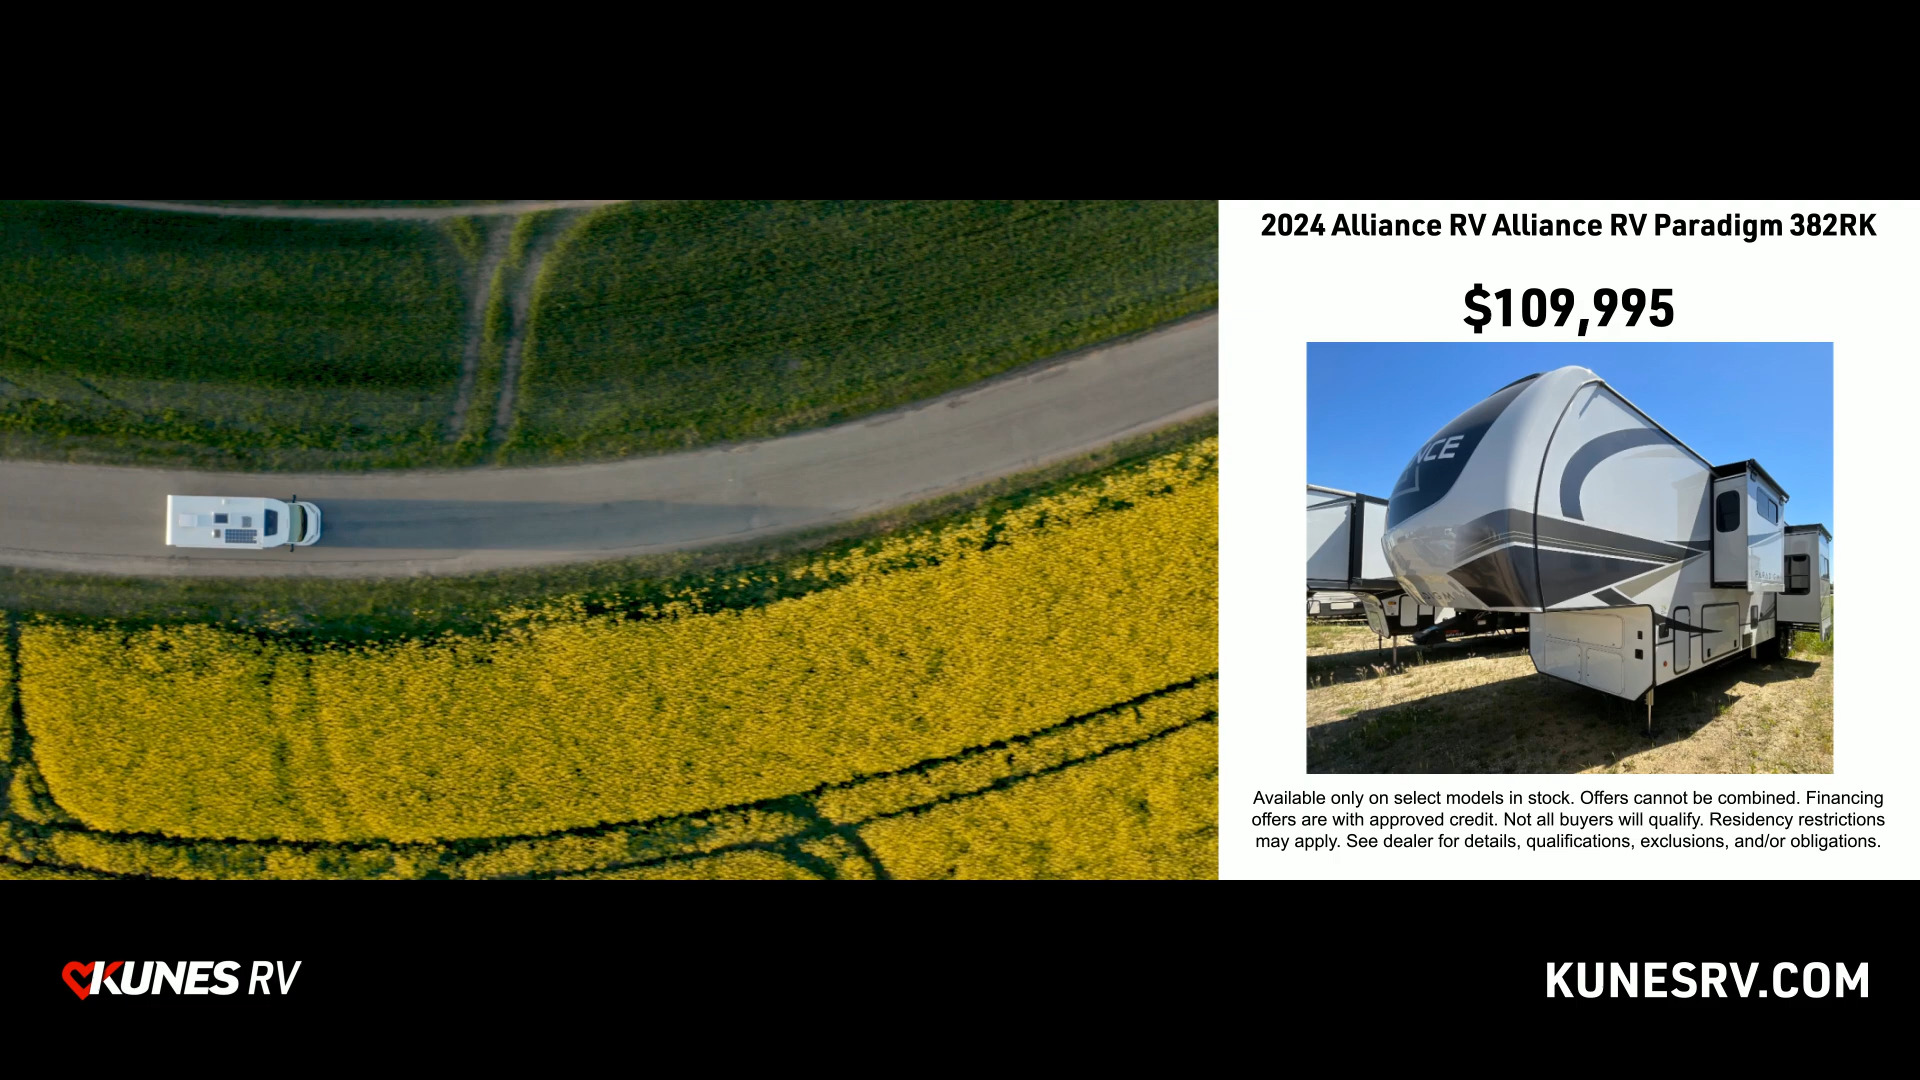 2024 Alliance RV Alliance RV Paradigm 382RK
$109,995
NCE
Available only on select models in stock. Offers cannot be combined. Financing
offers are with approved credit. Not all buyers will qualify. Residency restrictions
may apply. See dealer for details, qualifications, exclusions, and/or obligations.
KUNES RV
KUNESRV.COM